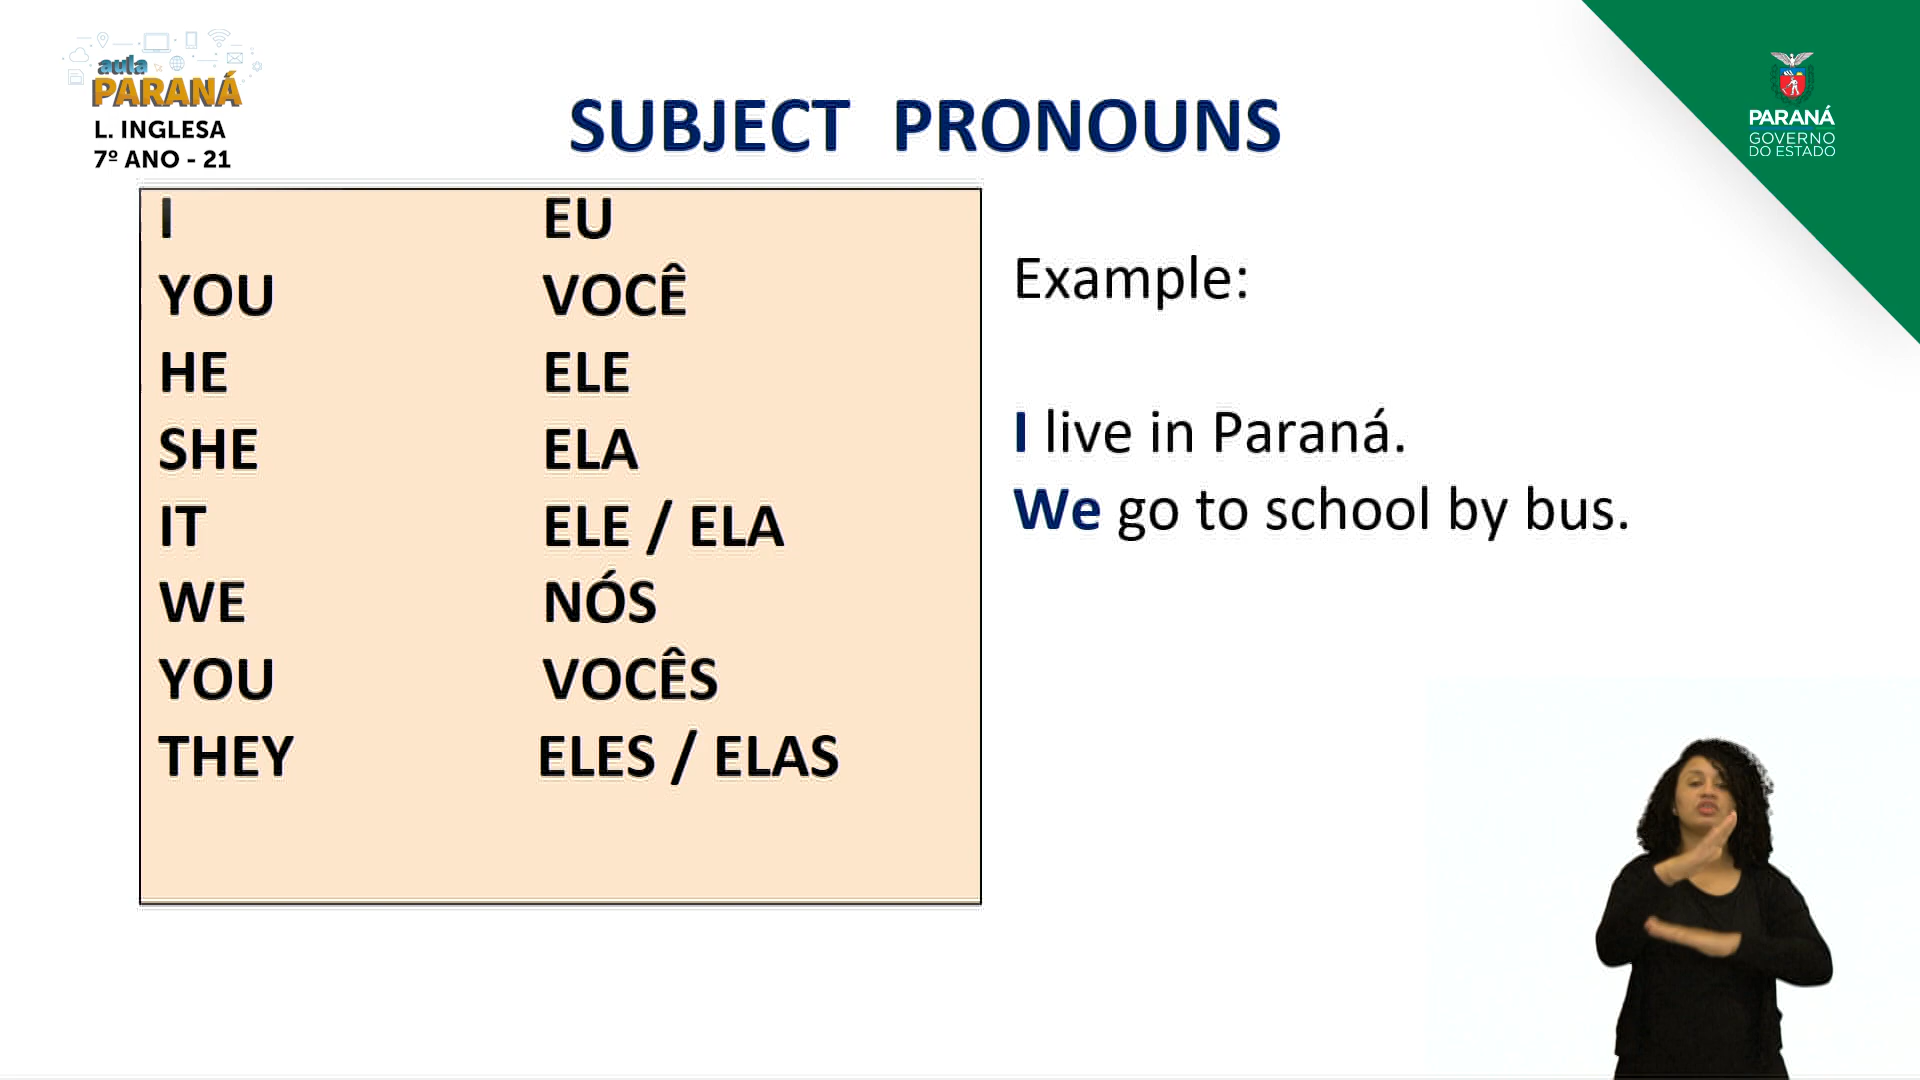 aula
PARANÁ
L. INGLESA
7º ANO - 21
SUBJECT PRONOUNS
PARANÁ
GOVERNO
DO ESTADO
I EU
YOU VOCÊ
HE ELE
SHE ELA
IT ELE / ELA
WE NÓS
YOU VOCÊS
THEY ELES / ELAS
Example:
I live in Paraná.
We go to school by bus.